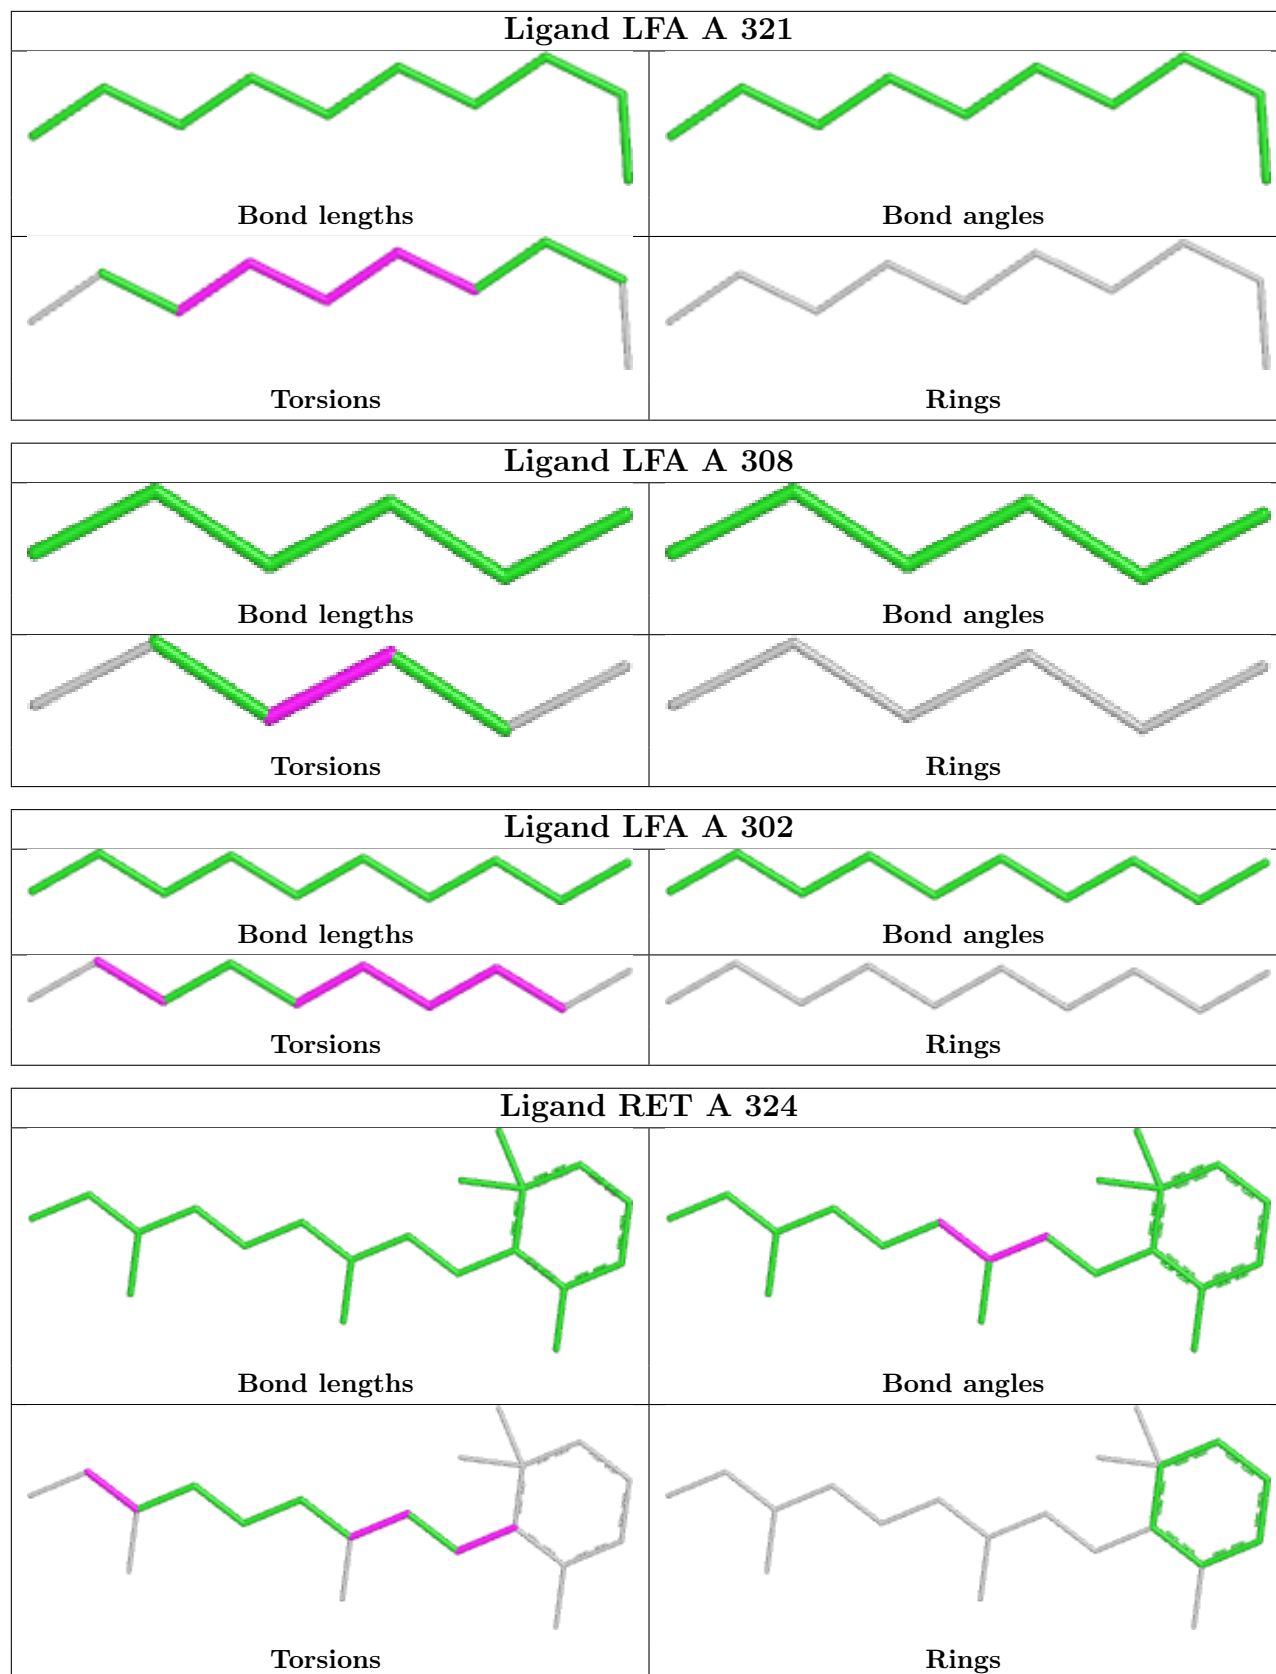 Ligand LFA A 321
Bond lengths
Bond angles
Torsions
Rings
Ligand LFA A 308
Bond lengths
Bond angles
Torsions
Rings
Ligand LFA A 302
Bond lengths
Bond angles
Torsions
Rings
Ligand RET A 324
Bond lengths
Bond angles
Torsions
Rings